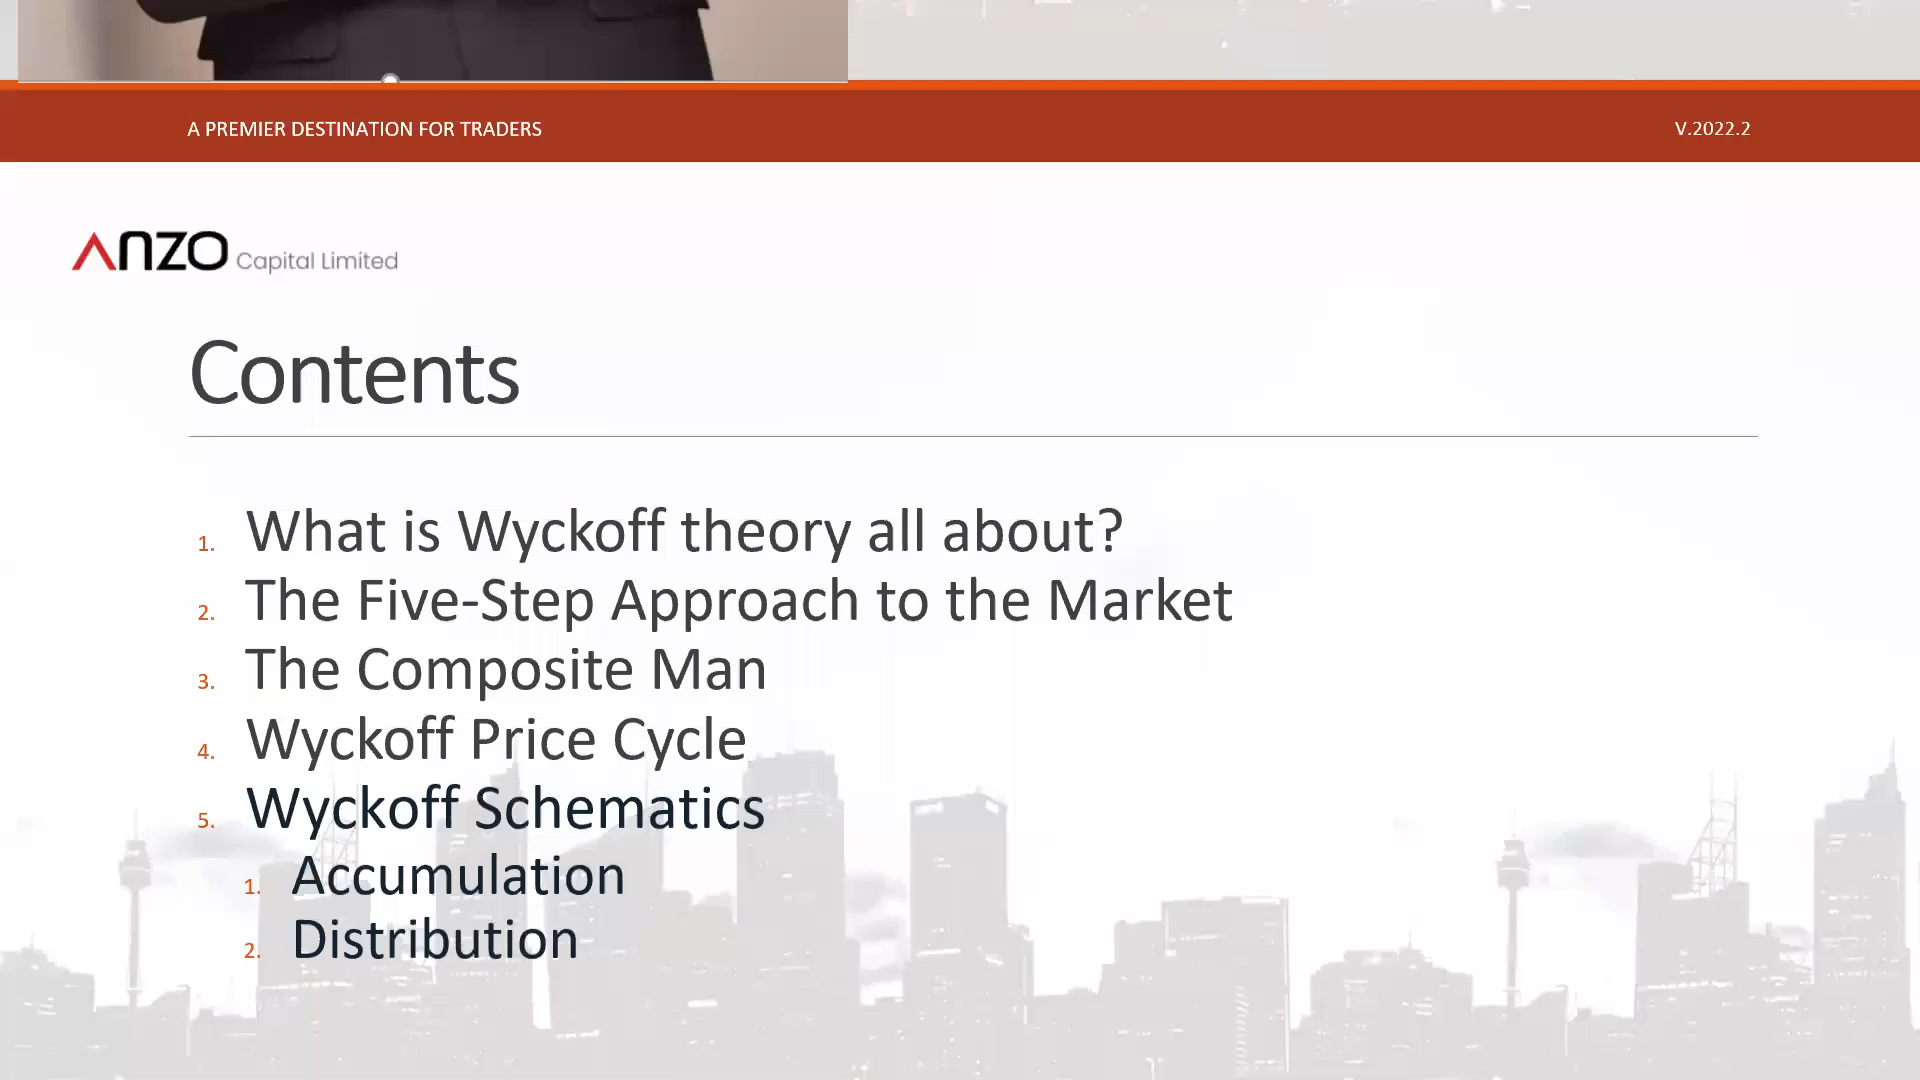 A PREMIER DESTINATION FOR TRADERS
V.2022.2
ANZO Capital Limited
Contents
1. What is Wyckoff theory all about?
2. The Five-Step Approach to the Market
3. The Composite Man
4. Wyckoff Price Cycle
5. Wyckoff Schematics
1. Accumulation
2. Distribution